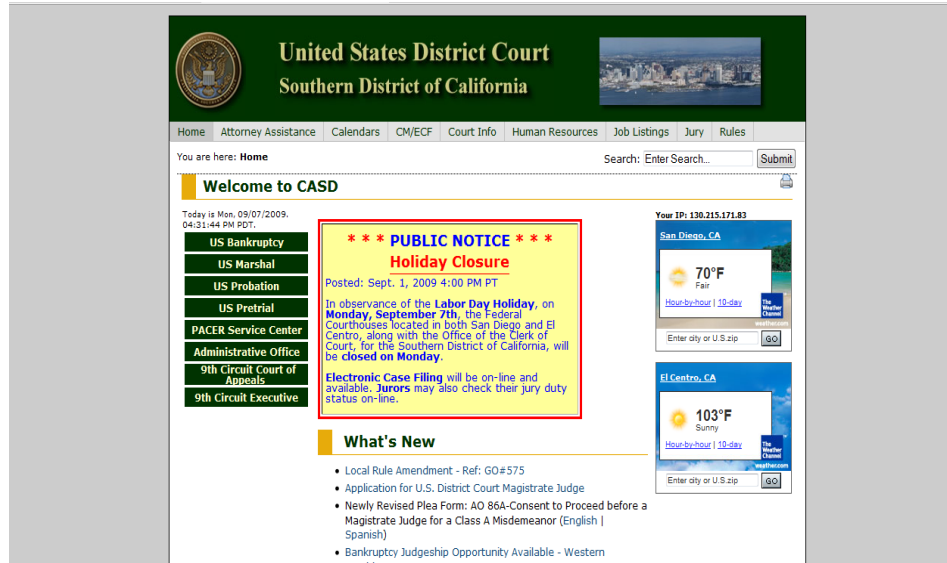 United States District Court
Southern District of California
Home Attorney Assistance Calendars CM/ECF Court Info Human Resources Job Listings Jury Rules
You are here: Home
Search: Enter Search... Submit
Welcome to CASD
Today is Mon, 09/07/2009.
04:31:44 PM PDT.
US Bankruptcy
US Marshal
US Probation
US Pretrial
PACER Service Center
Administrative Office
9th Circuit Court of
Appeals
9th Circuit Executive
* * * PUBLIC NOTICE * * *
Holiday Closure
Posted: Sept. 1, 2009 4:00 PM PT
In observance of the Labor Day Holiday, on
Monday, September 7th, the Federal
Courthouses located in both San Diego and El
Centro, along with the Office of the Clerk of
Court, for the Southern District of California, will
be closed on Monday.
Electronic Case Filing will be on-line and
available. Jurors may also check their jury duty
status on-line.
What's New
Local Rule Amendment - Ref: GO#575
Application for U.S. District Court Magistrate Judge
Newly Revised Plea Form: AO 86A-Consent to Proceed before a
Magistrate Judge for a Class A Misdemeanor (English |
Spanish)
Bankruptcy Judgeship Opportunity Available - Western
Your IP: 130.215.171.83
San Diego, CA
70°F
Fair
Hour-by-hour | 10-day
The
Weather
Channel
weather.com
Enter city or U.S.zip GO
El Centro, CA
103°F
Sunny
Hour-by-hour | 10-day
The
Weather
Channel
weather.com
Enter city or U.S.zip GO